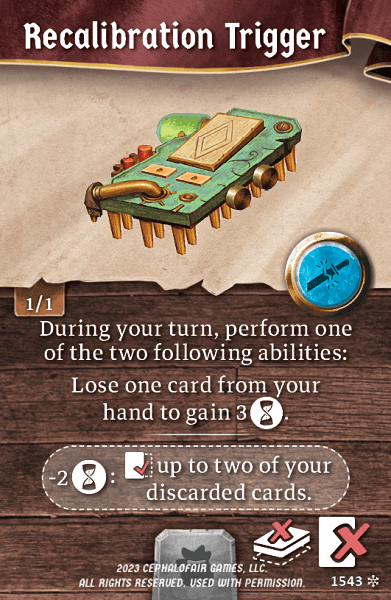 Recalibration Trigger
1/1
During your turn, perform one
of the two following abilities:
Lose one card from your
hand to gain 3 .
-2 : up to two of your
discarded cards.
2023 CEPHALOFAIR GAMES, LLC.
ALL RIGHTS RESERVED. USED WITH PERMISSION.
1543